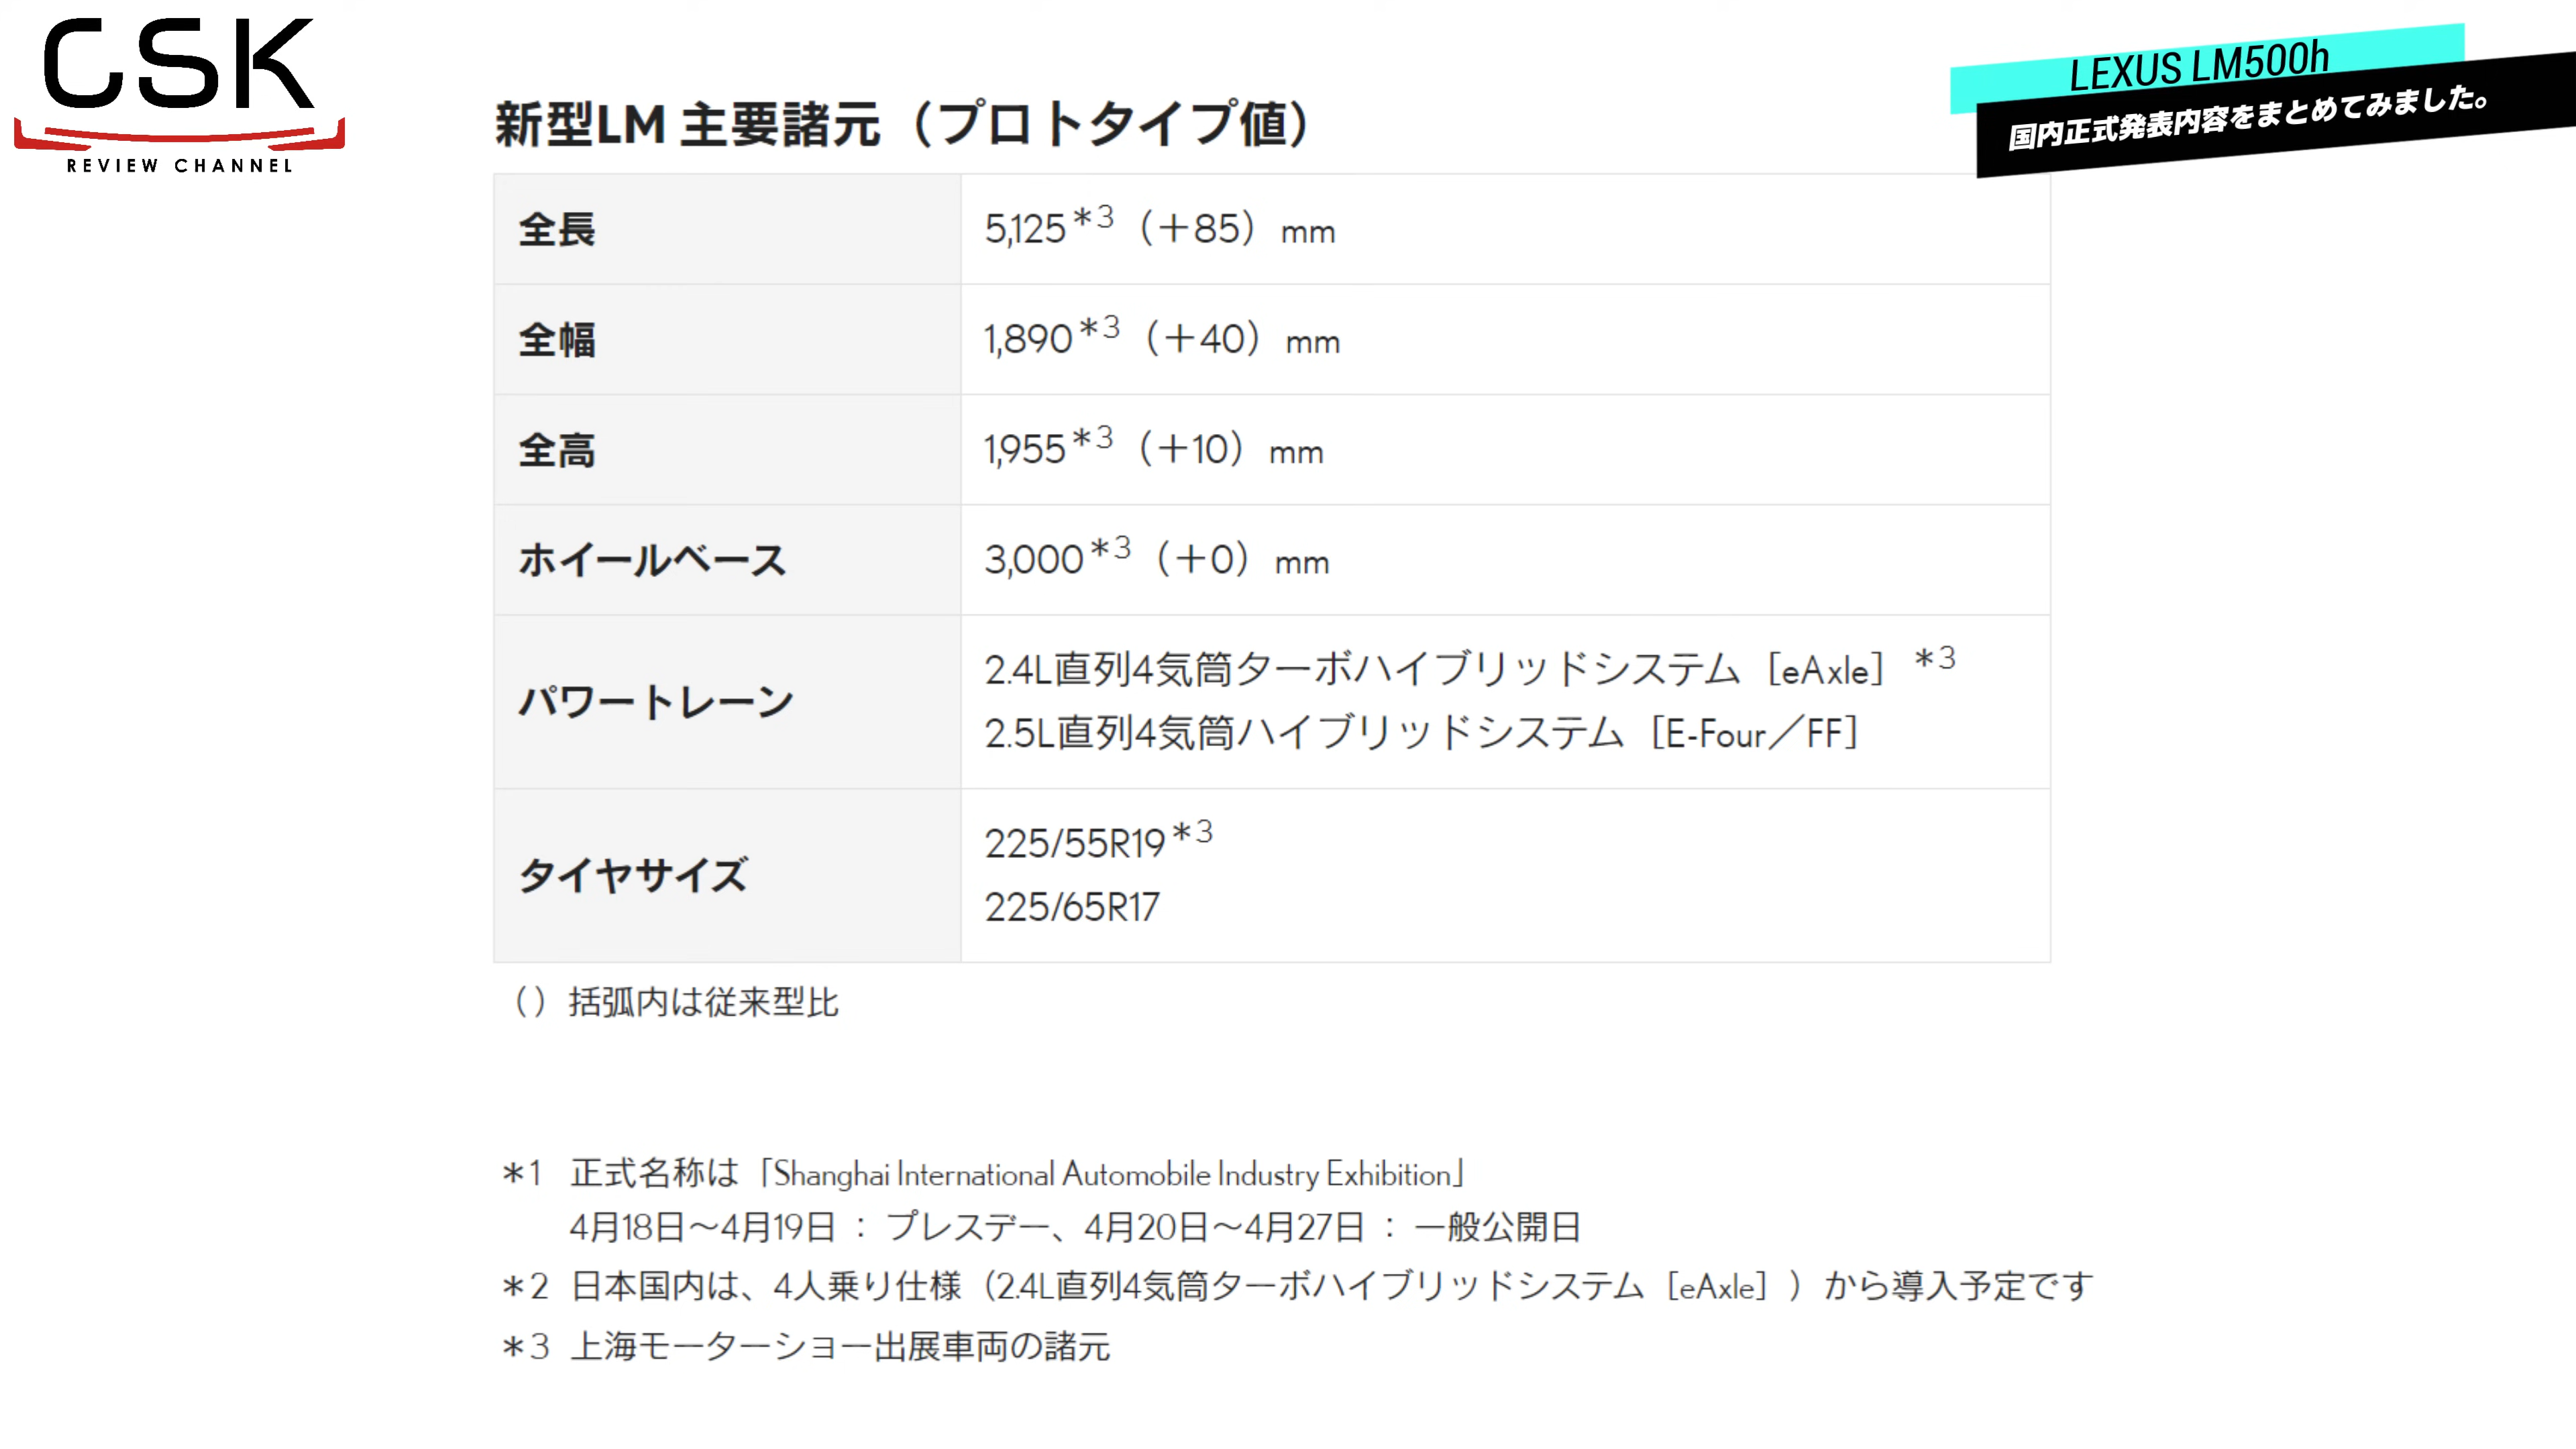 CSK
REVIEW CHANNEL
LEXUS LM500h
国内正式発表内容をまとめてみました。
新型LM 主要諸元（プロトタイプ値）
全長 5,125＊3（＋85）mm
全幅 1,890＊3（＋40）mm
全高 1,955＊3（＋10）mm
ホイールベース 3,000＊3（＋0）mm
パワートレーン
2.4L直列4気筒ターボハイブリッドシステム［eAxle］＊3
2.5L直列4気筒ハイブリッドシステム［E-Four／FF］
タイヤサイズ
225/55R19＊3
225/65R17
（）括弧内は従来型比
＊1 正式名称は「Shanghai International Automobile Industry Exhibition」
4月18日～4月19日：プレスデー、4月20日～4月27日：一般公開日
＊2 日本国内は、4人乗り仕様（2.4L直列4気筒ターボハイブリッドシステム［eAxle］）から導入予定です
＊3 上海モーターショー出展車両の諸元